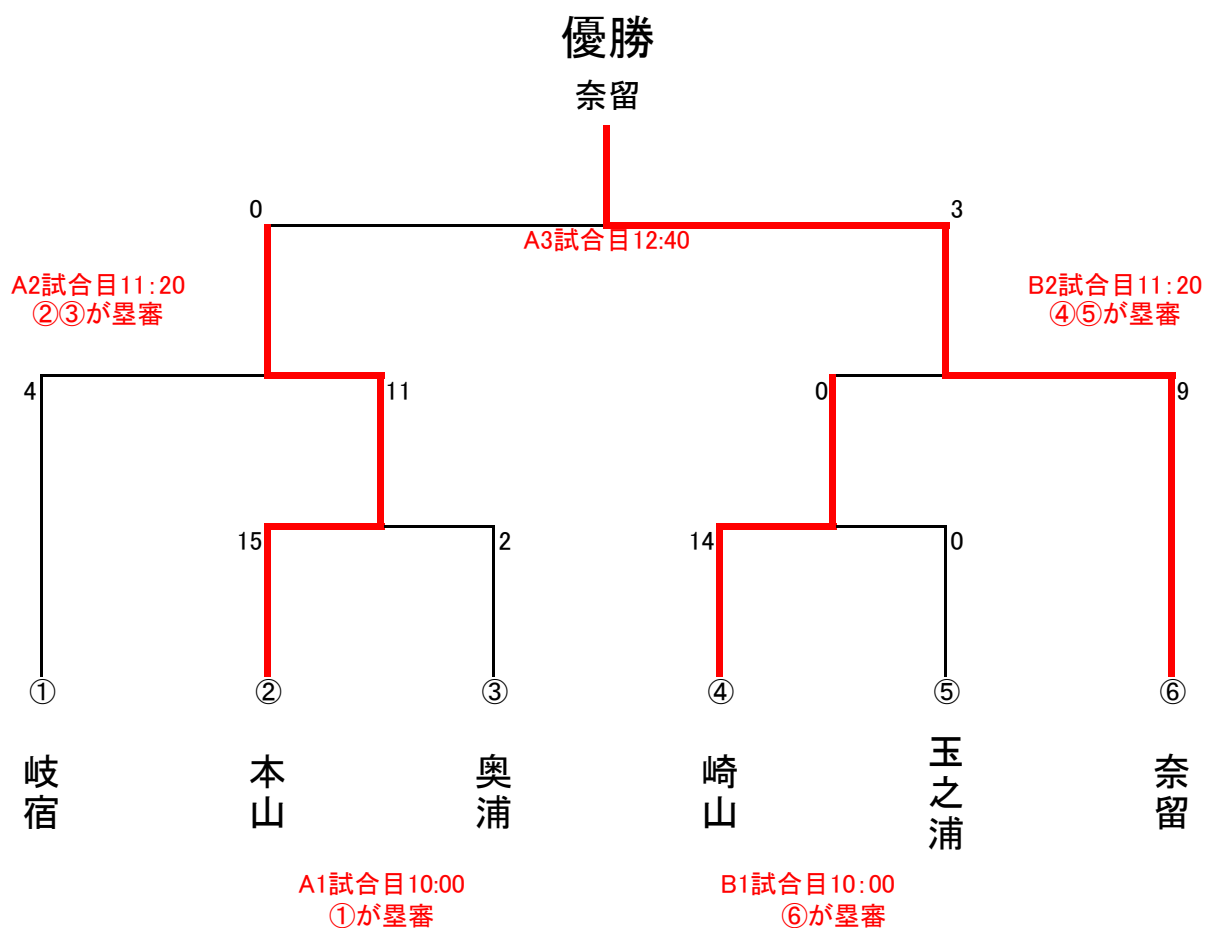 優勝
奈留
0
3
A3試合目12:40
A2試合目11:20
②③が塁審
B2試合目11:20
④⑤が塁審
4
11
0
9
15
2
14
0
①
②
③
④
⑤
⑥
岐宿
本山
奥浦
崎山
玉之浦
奈留
A1試合目10:00
①が塁審
B1試合目10:00
⑥が塁審